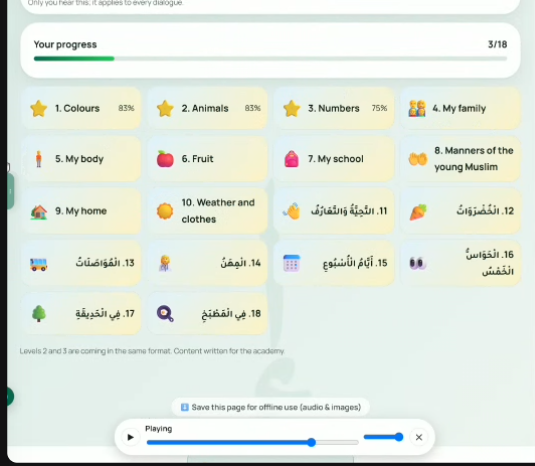 Only you hear this; it applies to every dialogue
Your progress
3/18
1. Colours 83%
2. Animals 83%
3. Numbers 75%
4. My family
5. My body
6. Fruit
7. My school
8. Manners of the
young Muslim
9. My home
10. Weather and
clothes
11. التَّحِيَّةُ وَالتَّعَارُفُ
12. الْخُضْرَوَاتُ
13. الْمُوَاصَلَاتُ
14. الْمِهَنُ
15. أَيَّامُ الْأُسْبُوعِ
16. الْحَوَاسُّ
الْخَمْسُ
17. فِي الْحَدِيقَةِ
18. فِي الْمَطْبَخِ
Levels 2 and 3 are coming in the same format. Content written for the academy
Save this page for offline use (audio & images)
Playing